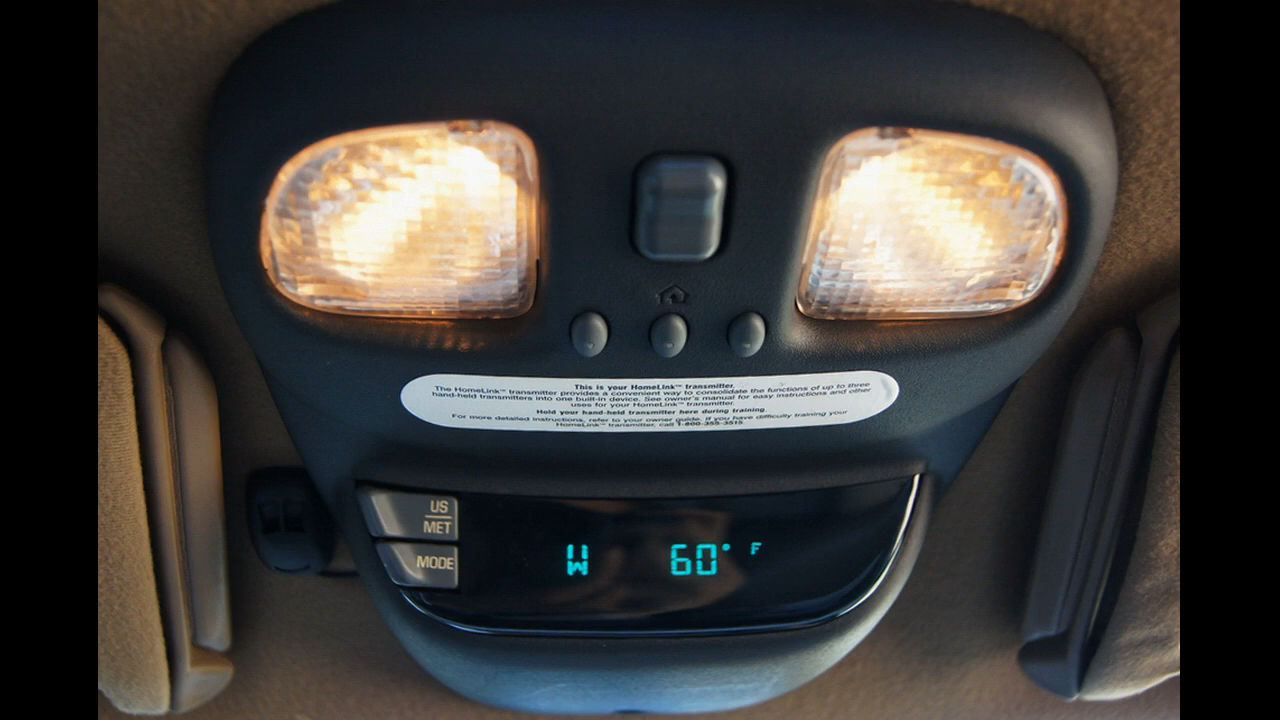 This is your HomeLink™ transmitter.
The HomeLink™ transmitter provides a convenient way to consolidate the functions of up to three
hand-held transmitters into one built-in device. See owner's manual for easy instructions and other
uses for your HomeLink™ transmitter.
Hold your hand-held transmitter here during training.
For more detailed instructions, refer to your owner guide. If you have difficulty training your
HomeLink™ transmitter, call 1-800-355-3515.
US
MET
MODE
W 60° F